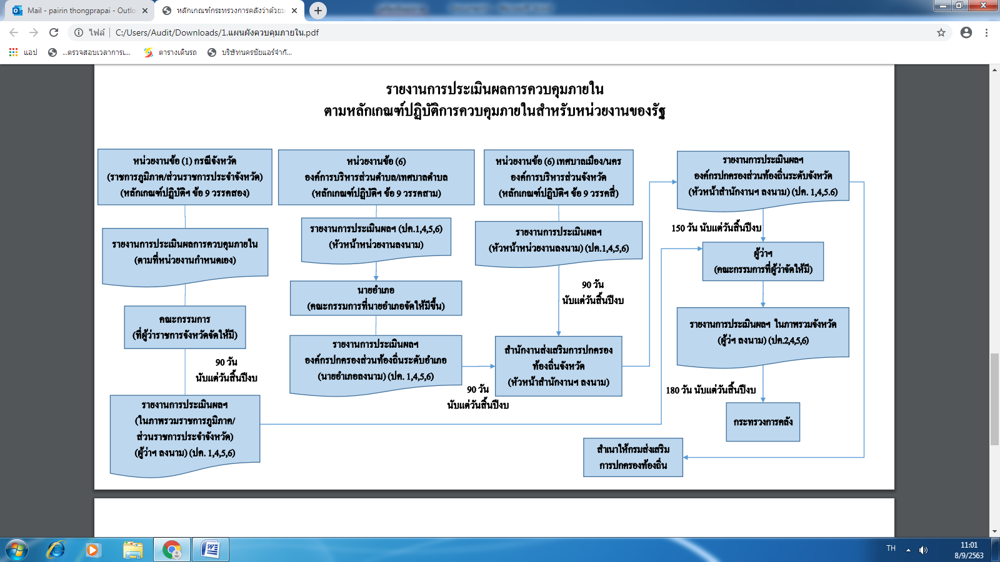 Mail - pairin thongprapai - Outlo
หลักเกณฑ์กระทรวงการคลังว่าด้วยม
ไฟล์
C:/Users/Audit/Downloads/1.แผนผังควบคุมภายใน.pdf
แอป
...ตรวจสอบเวลาการเ...
ตารางเดินรถ
บริษัทนครชัยแอร์จำกั...
รายงานการประเมินผลการควบคุมภายใน
ตามหลักเกณฑ์ปฏิบัติการควบคุมภายในสำหรับหน่วยงานของรัฐ
หน่วยงานข้อ (1) กรณีจังหวัด
(ราชการภูมิภาค/ส่วนราชการประจำจังหวัด)
(หลักเกณฑ์ปฏิบัติฯ ข้อ 9 วรรคสอง)
รายงานการประเมินผลการควบคุมภายใน
(ตามที่หน่วยงานกำหนดเอง)
คณะกรรมการ
(ที่ผู้ว่าราชการจังหวัดจัดให้มี)
90 วัน
นับแต่วันสิ้นปีงบ
รายงานการประเมินผลฯ
(ในภาพรวมราชการภูมิภาค/
ส่วนราชการประจำจังหวัด)
(ผู้ว่าฯ ลงนาม) (ปค. 1,4,5,6)
หน่วยงานข้อ (6)
องค์การบริหารส่วนตำบล/เทศบาลตำบล
(หลักเกณฑ์ปฏิบัติฯ ข้อ 9 วรรคสาม)
รายงานการประเมินผลฯ (ปค.1,4,5,6)
(หัวหน้าหน่วยงานลงนาม)
นายอำเภอ
(คณะกรรมการที่นายอำเภอจัดให้มีขึ้น)
รายงานการประเมินผลฯ
องค์กรปกครองส่วนท้องถิ่นระดับอำเภอ
(นายอำเภอลงนาม) (ปค. 1,4,5,6)
90 วัน
นับแต่วันสิ้นปีงบ
หน่วยงานข้อ (6) เทศบาลเมือง/นคร
องค์การบริหารส่วนจังหวัด
(หลักเกณฑ์ปฏิบัติฯ ข้อ 9 วรรคสี่)
รายงานการประเมินผลฯ
(หัวหน้าหน่วยงานลงนาม) (ปค.1,4,5,6)
90 วัน
นับแต่วันสิ้นปีงบ
สำนักงานส่งเสริมการปกครอง
ท้องถิ่นจังหวัด
(หัวหน้าสำนักงานฯ ลงนาม)
รายงานการประเมินผลฯ
องค์กรปกครองส่วนท้องถิ่นระดับจังหวัด
(หัวหน้าสำนักงานฯ ลงนาม) (ปค. 1,4,5.6)
150 วัน นับแต่วันสิ้นปีงบ
ผู้ว่าฯ
(คณะกรรมการที่ผู้ว่าจัดให้มี)
รายงานการประเมินผลฯ ในภาพรวมจังหวัด
(ผู้ว่ฯ ลงนาม) (ปค.2,4,5,6)
180 วัน นับแต่วันสิ้นปีงบ
กระทรวงการคลัง
สำเนาให้กรมส่งเสริม
การปกครองท้องถิ่น
TH
11:01
8/9/2563